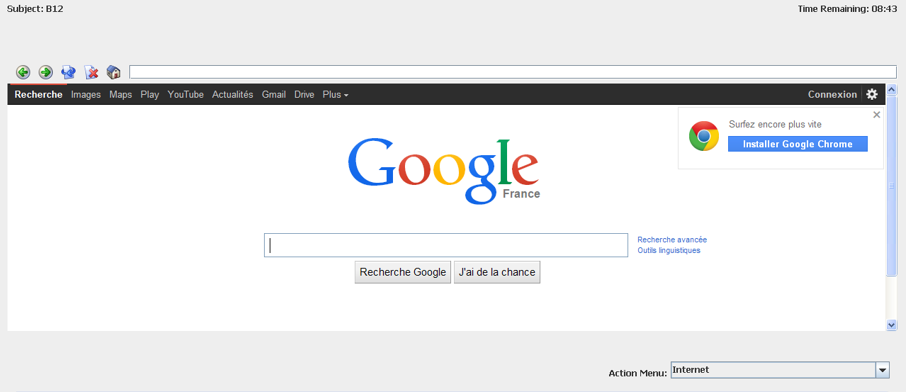 Subject: B12 Time Remaining: 08:43
Recherche Images Maps Play YouTube Actualités Gmail Drive Plus Connexion
Surfez encore plus vite
Installer Google Chrome
Google
France
Recherche avancée
Outils linguistiques
Recherche Google J'ai de la chance
Action Menu: Internet